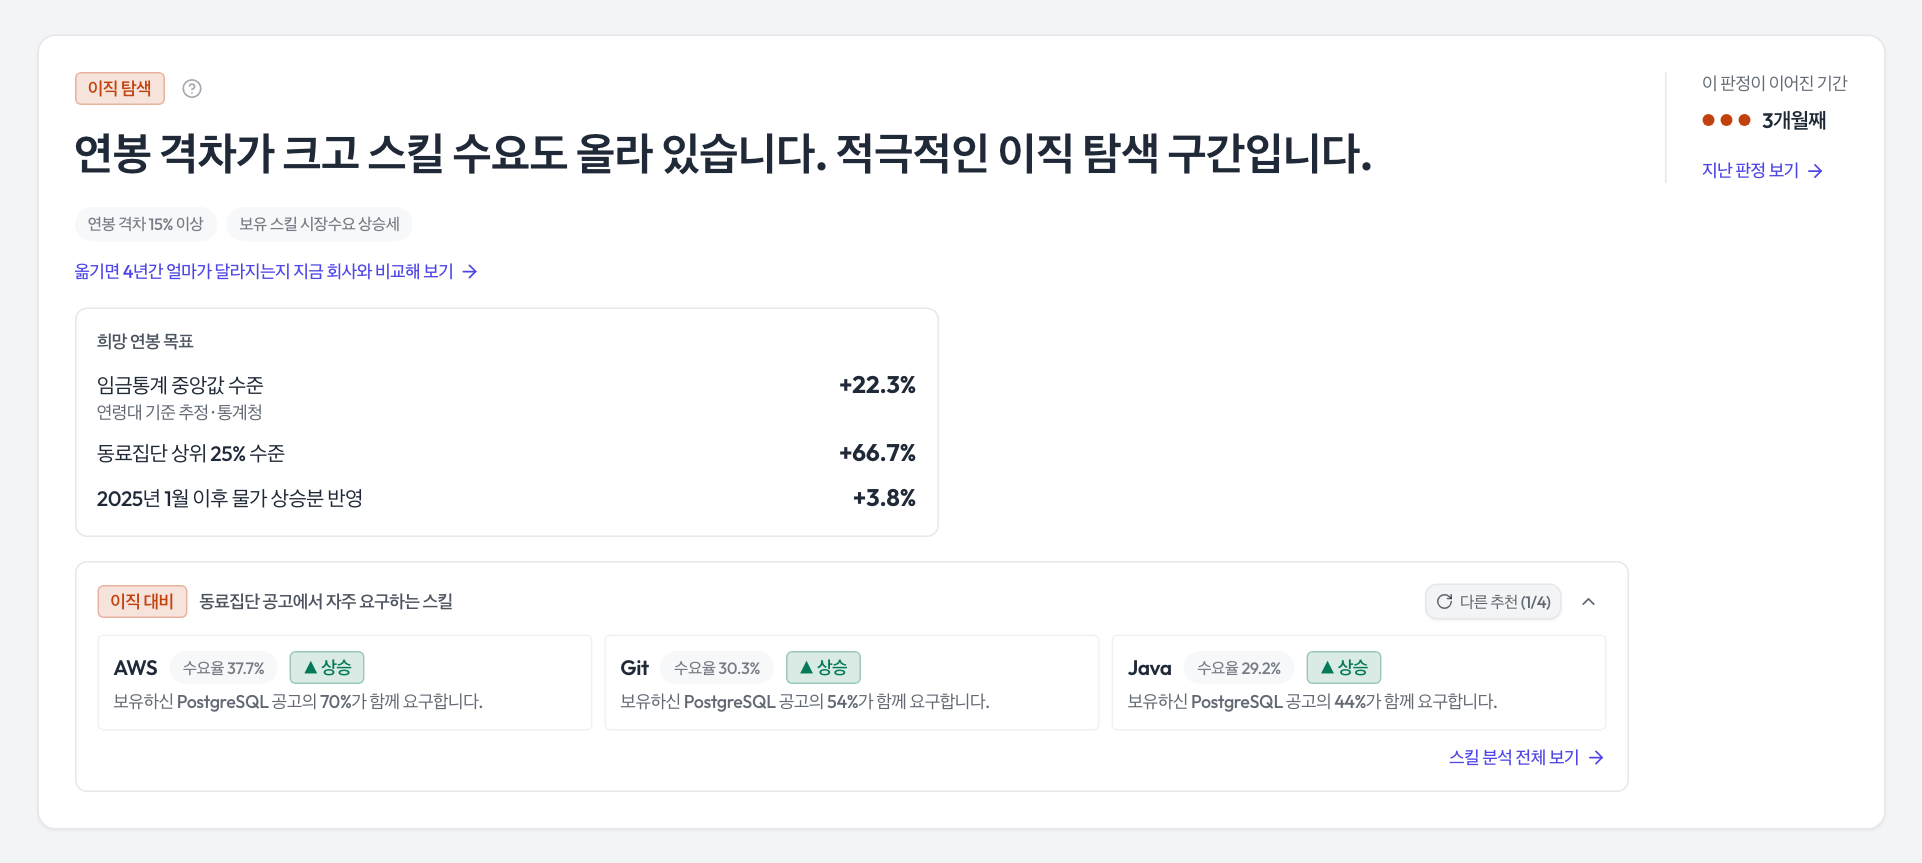 이직 탐색
연봉 격차가 크고 스킬 수요도 올라 있습니다. 적극적인 이직 탐색 구간입니다.
연봉 격차 15% 이상
보유 스킬 시장수요 상승세
옮기면 4년간 얼마가 달라지는지 지금 회사와 비교해 보기 →
이 판정이 이어진 기간
3개월째
지난 판정 보기 →
희망 연봉 목표
임금통계 중앙값 수준 +22.3%
연령대 기준 추정·통계청
동료집단 상위 25% 수준 +66.7%
2025년 1월 이후 물가 상승분 반영 +3.8%
이직 대비 동료집단 공고에서 자주 요구하는 스킬
다른 추천 (1/4)
AWS 수요율 37.7% ▲상승
보유하신 PostgreSQL 공고의 70%가 함께 요구합니다.
Git 수요율 30.3% ▲상승
보유하신 PostgreSQL 공고의 54%가 함께 요구합니다.
Java 수요율 29.2% ▲상승
보유하신 PostgreSQL 공고의 44%가 함께 요구합니다.
스킬 분석 전체 보기 →